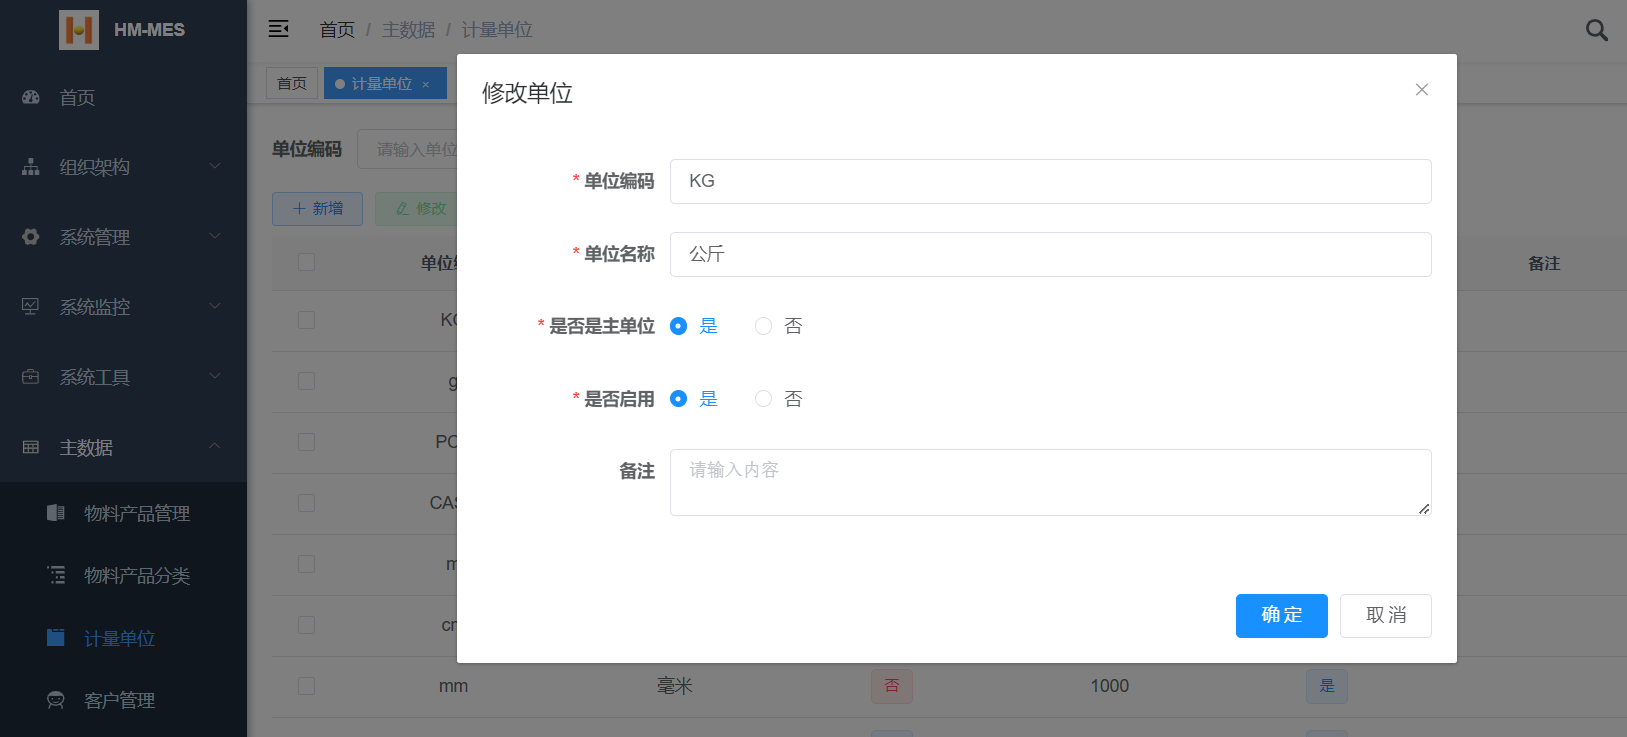 HM-MES
首页 / 主数据 / 计量单位
首页
计量单位 ×
首页
组织架构
系统管理
系统监控
系统工具
主数据
物料产品管理
物料产品分类
计量单位
客户管理
单位编码 请输入单位
+ 新增
修改
备注
KG
g
PC
CAS
mm 毫米 否 1000 是
修改单位
* 单位编码 KG
* 单位名称 公斤
* 是否是主单位 是 否
* 是否启用 是 否
备注 请输入内容
确定 取消